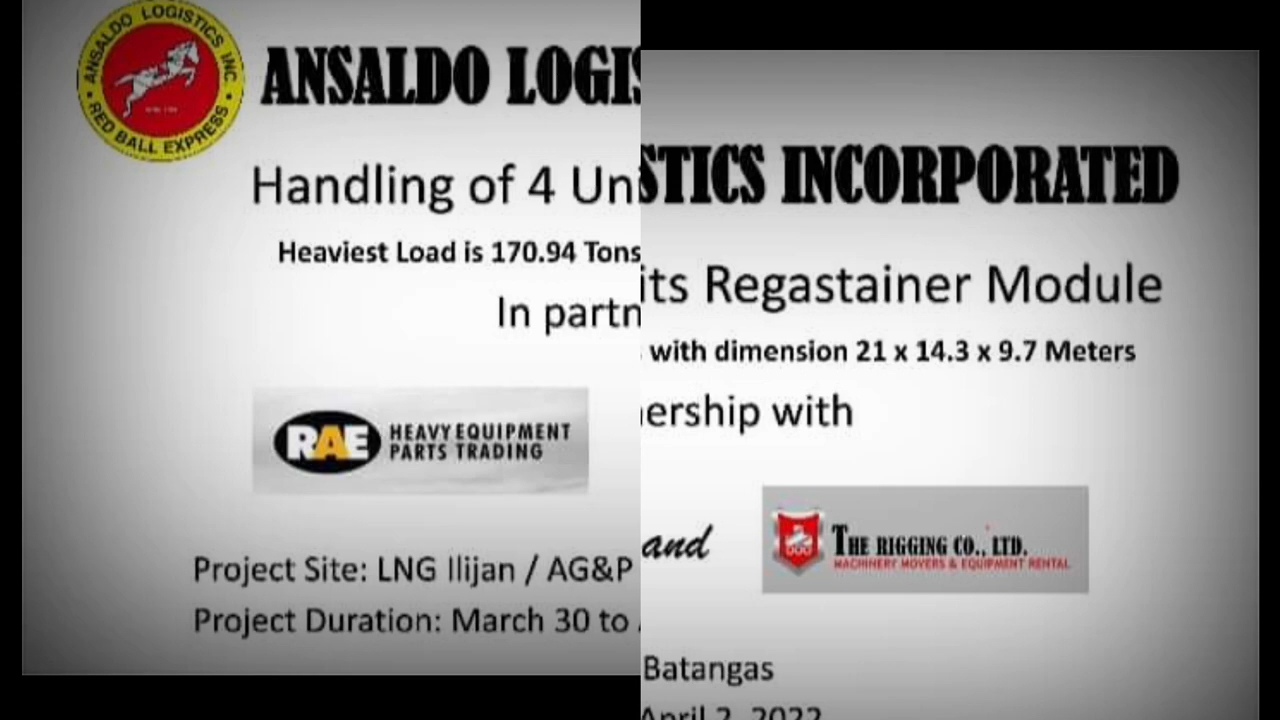 ANSALDO LOGISTICS INC.
RED BALL EXPRESS
ANSALDO LOGISTICS INCORPORATED
Handling of 4 Units Regastainer Module
Heaviest Load is 170.94 Tons with dimension 21 x 14.3 x 9.7 Meters
In partnership with
RAE HEAVY EQUIPMENT
PARTS TRADING
and
THE RIGGING CO., LTD.
MACHINERY MOVERS & EQUIPMENT RENTAL
Project Site: LNG Ilijan / AG&P Batangas
Project Duration: March 30 to April 2, 2022